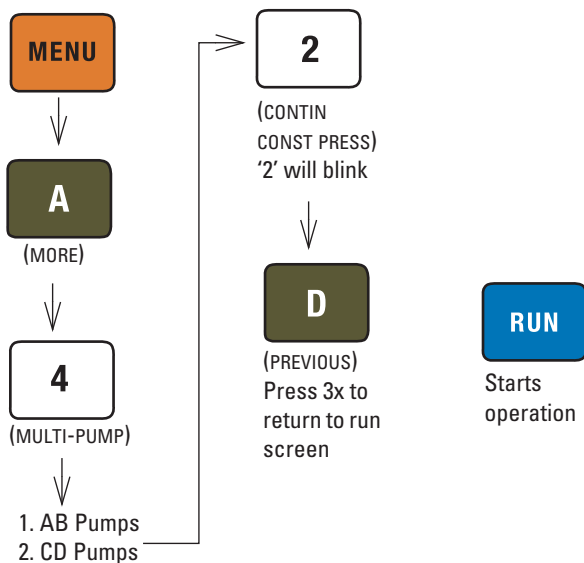 MENU
A
(MORE)
4
(MULTI-PUMP)
1. AB Pumps
2. CD Pumps
2
(CONTIN
CONST PRESS)
‘2’ will blink
D
(PREVIOUS)
Press 3x to
return to run
screen
RUN
Starts
operation